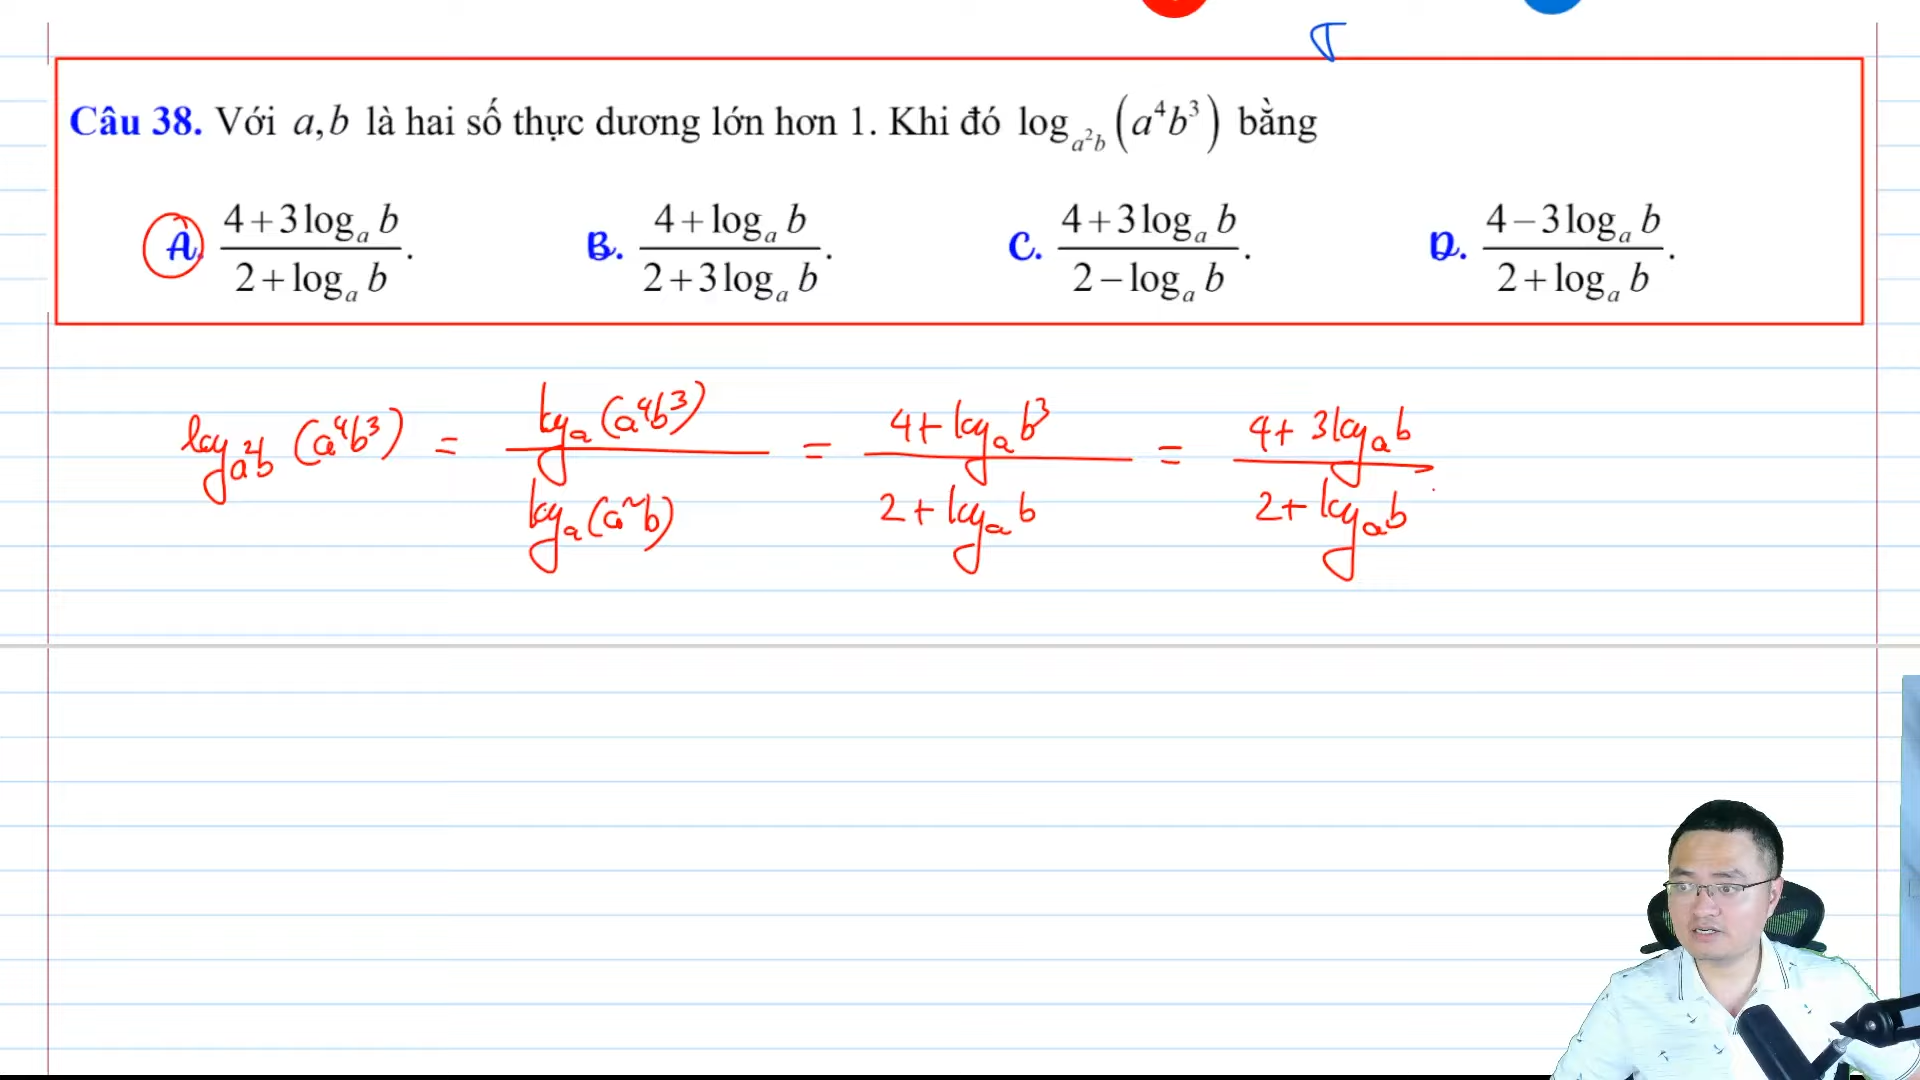 Câu 38. Với a,b là hai số thực dương lớn hơn 1. Khi đó log_{a²b}(a⁴b³) bằng
A. (4+3log_a b)/(2+log_a b). B. (4+log_a b)/(2+3log_a b). C. (4+3log_a b)/(2−log_a b). D. (4−3log_a b)/(2+log_a b).
log_{a²b}(a⁴b³) = log_a(a⁴b³)/log_a(a²b) = (4+log_a b³)/(2+log_a b) = (4+3log_a b)/(2+log_a b)